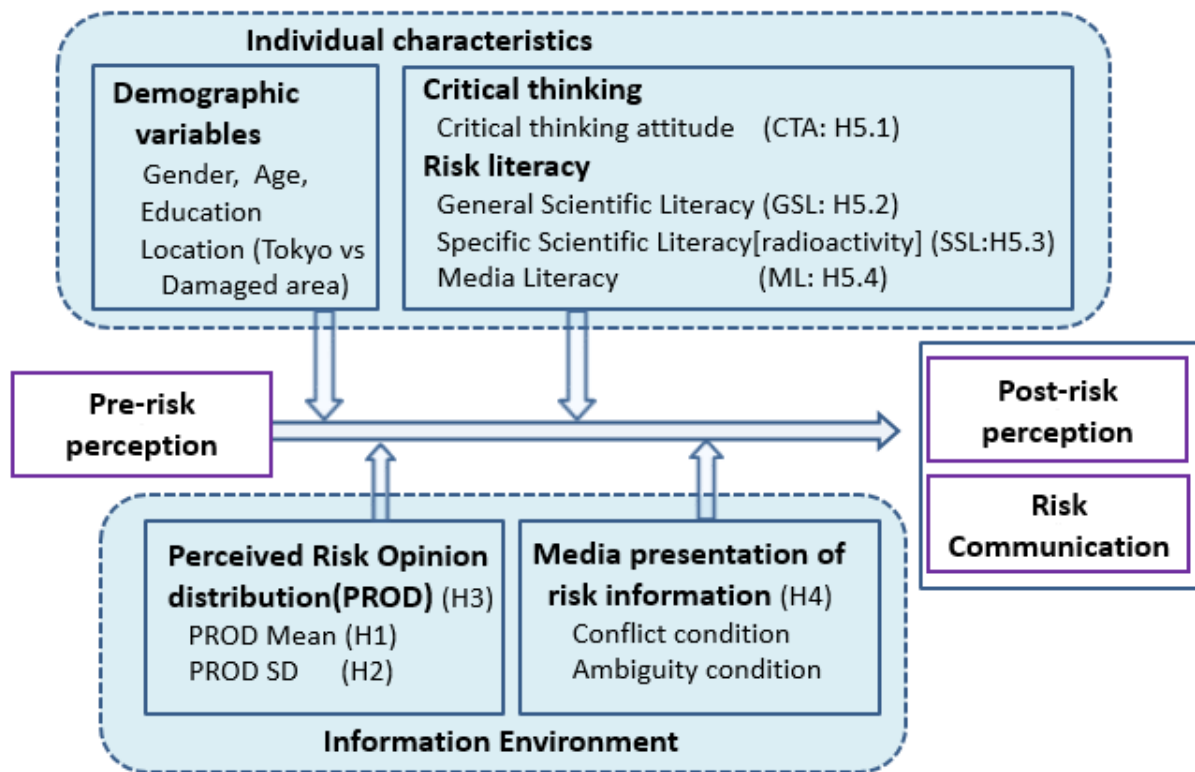 Individual characteristics
Demographic
variables
Gender, Age,
Education
Location (Tokyo vs
Damaged area)
Critical thinking
Critical thinking attitude (CTA: H5.1)
Risk literacy
General Scientific Literacy (GSL: H5.2)
Specific Scientific Literacy[radioactivity] (SSL:H5.3)
Media Literacy (ML: H5.4)
Pre-risk
perception
Post-risk
perception
Risk
Communication
Perceived Risk Opinion
distribution(PROD) (H3)
PROD Mean (H1)
PROD SD (H2)
Media presentation of
risk information (H4)
Conflict condition
Ambiguity condition
Information Environment